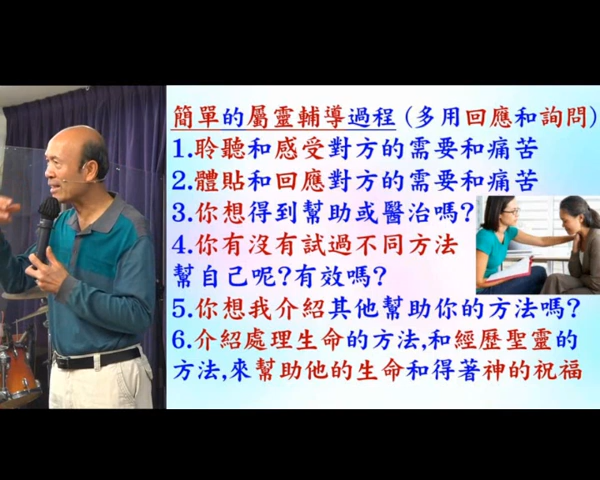 簡單的屬靈輔導過程 (多用回應和詢問)
1.聆聽和感受對方的需要和痛苦
2.體貼和回應對方的需要和痛苦
3.你想得到幫助或醫治嗎?
4.你有沒有試過不同方法
幫自己呢?有效嗎?
5.你想我介紹其他幫助你的方法嗎?
6.介紹處理生命的方法,和經歷聖靈的
方法,來幫助他的生命和得著神的祝福